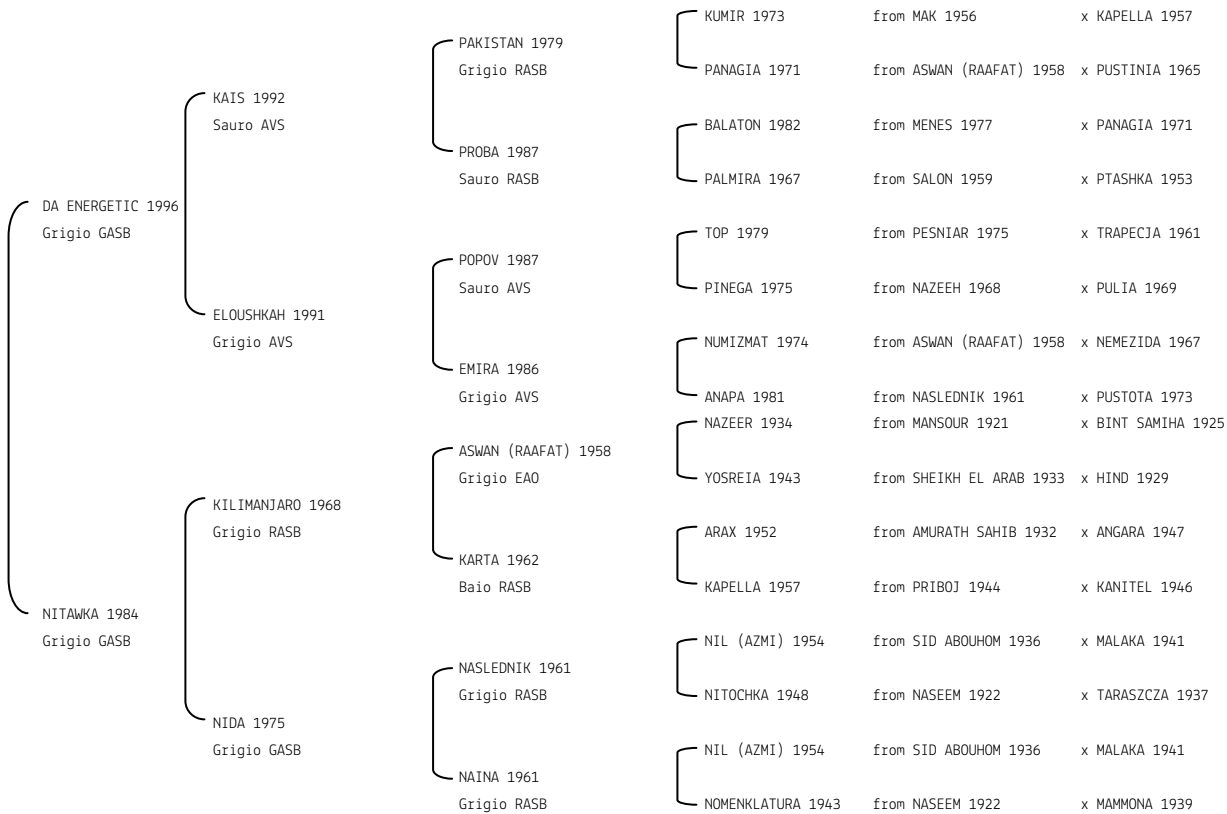 KUMIR 1973 from MAK 1956 x KAPELLA 1957
PAKISTAN 1979
Grigio RASB PANAGIA 1971 from ASWAN (RAAFAT) 1958 x PUSTINIA 1965
KAIS 1992
Sauro AVS BALATON 1982 from MENES 1977 x PANAGIA 1971
PROBA 1987
Sauro RASB PALMIRA 1967 from SALON 1959 x PTASHKA 1953
DA ENERGETIC 1996
Grigio GASB TOP 1979 from PESNIAR 1975 x TRAPECJA 1961
POPOV 1987
Sauro AVS PINEGA 1975 from NAZEEH 1968 x PULIA 1969
ELOUSHKAH 1991
Grigio AVS NUMIZMAT 1974 from ASWAN (RAAFAT) 1958 x NEMEZIDA 1967
EMIRA 1986
Grigio AVS ANAPA 1981 from NASLEDNIK 1961 x PUSTOTA 1973
NAZEER 1934 from MANSOUR 1921 x BINT SAMIHA 1925
ASWAN (RAAFAT) 1958
Grigio EAO YOSREIA 1943 from SHEIKH EL ARAB 1933 x HIND 1929
KILIMANJARO 1968
Grigio RASB ARAX 1952 from AMURATH SAHIB 1932 x ANGARA 1947
KARTA 1962
Baio RASB KAPELLA 1957 from PRIBOJ 1944 x KANITEL 1946
NITAWKA 1984
Grigio GASB NIL (AZMI) 1954 from SID ABOUHOM 1936 x MALAKA 1941
NASLEDNIK 1961
Grigio RASB NITOCHKA 1948 from NASEEM 1922 x TARASZCZA 1937
NIDA 1975
Grigio GASB NIL (AZMI) 1954 from SID ABOUHOM 1936 x MALAKA 1941
NAINA 1961
Grigio RASB NOMENKLATURA 1943 from NASEEM 1922 x MAMMONA 1939